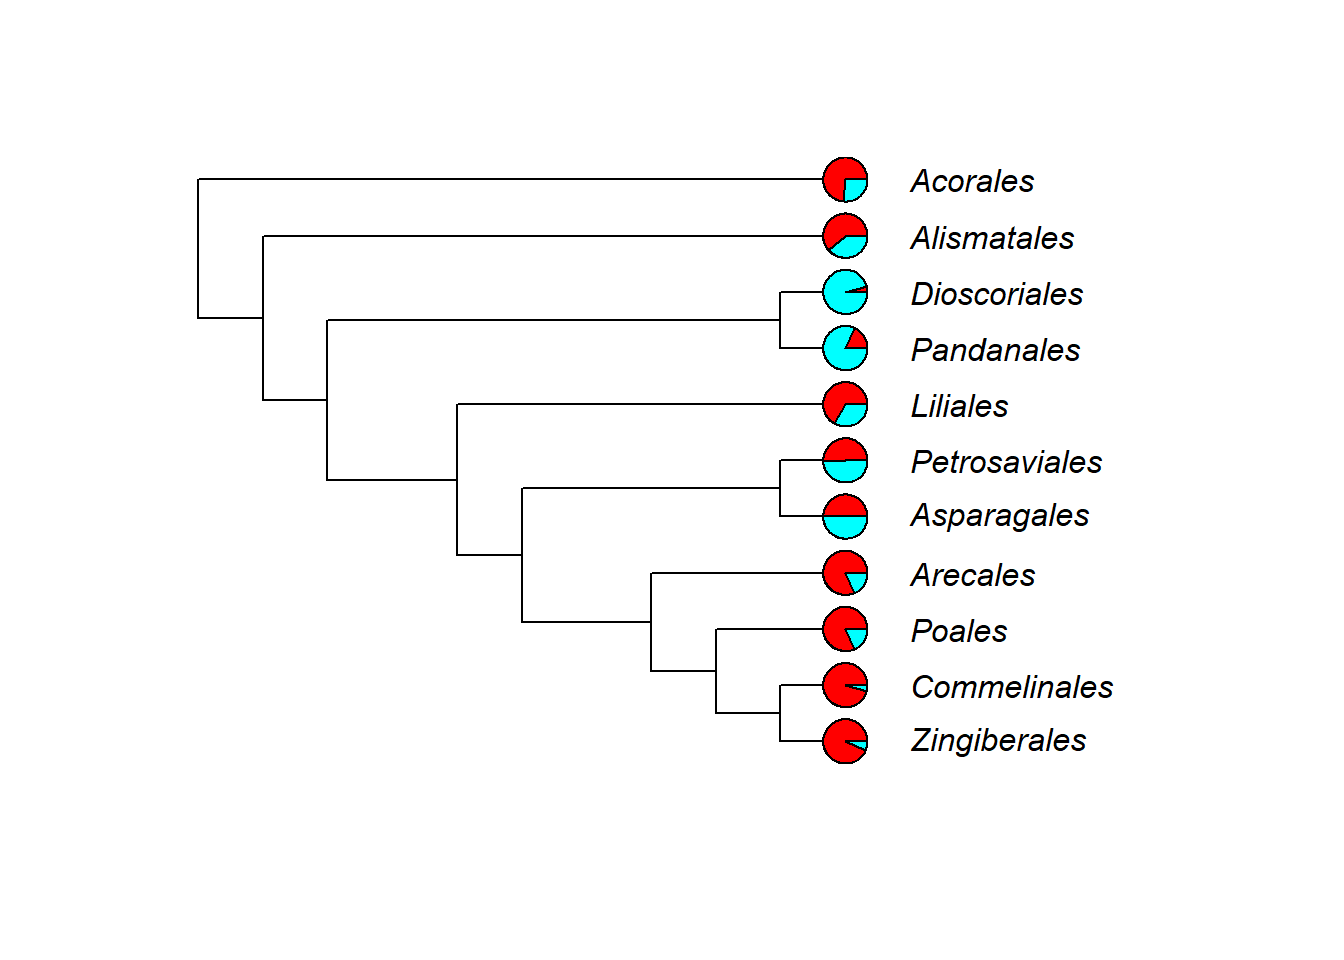 Acorales
Alismatales
Dioscoriales
Pandanales
Liliales
Petrosaviales
Asparagales
Arecales
Poales
Commelinales
Zingiberales